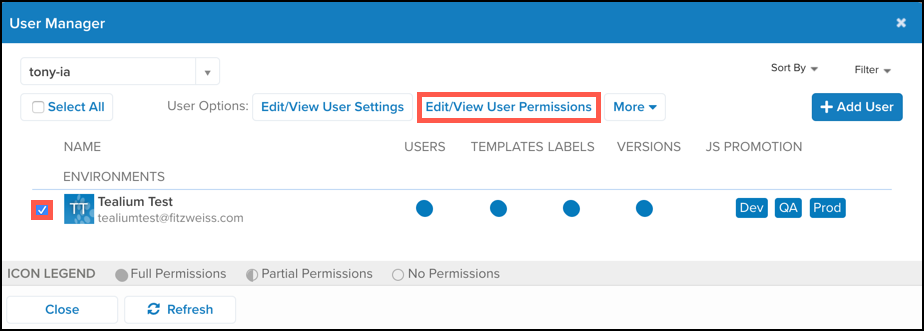 User Manager
tony-ia
Sort By
Filter
Select All
User Options:
Edit/View User Settings
Edit/View User Permissions
More
Add User
NAME USERS TEMPLATES LABELS VERSIONS JS PROMOTION
ENVIRONMENTS
TT
Tealium Test
tealiumtest@fitzweiss.com
Dev QA Prod
ICON LEGEND Full Permissions Partial Permissions No Permissions
Close
Refresh